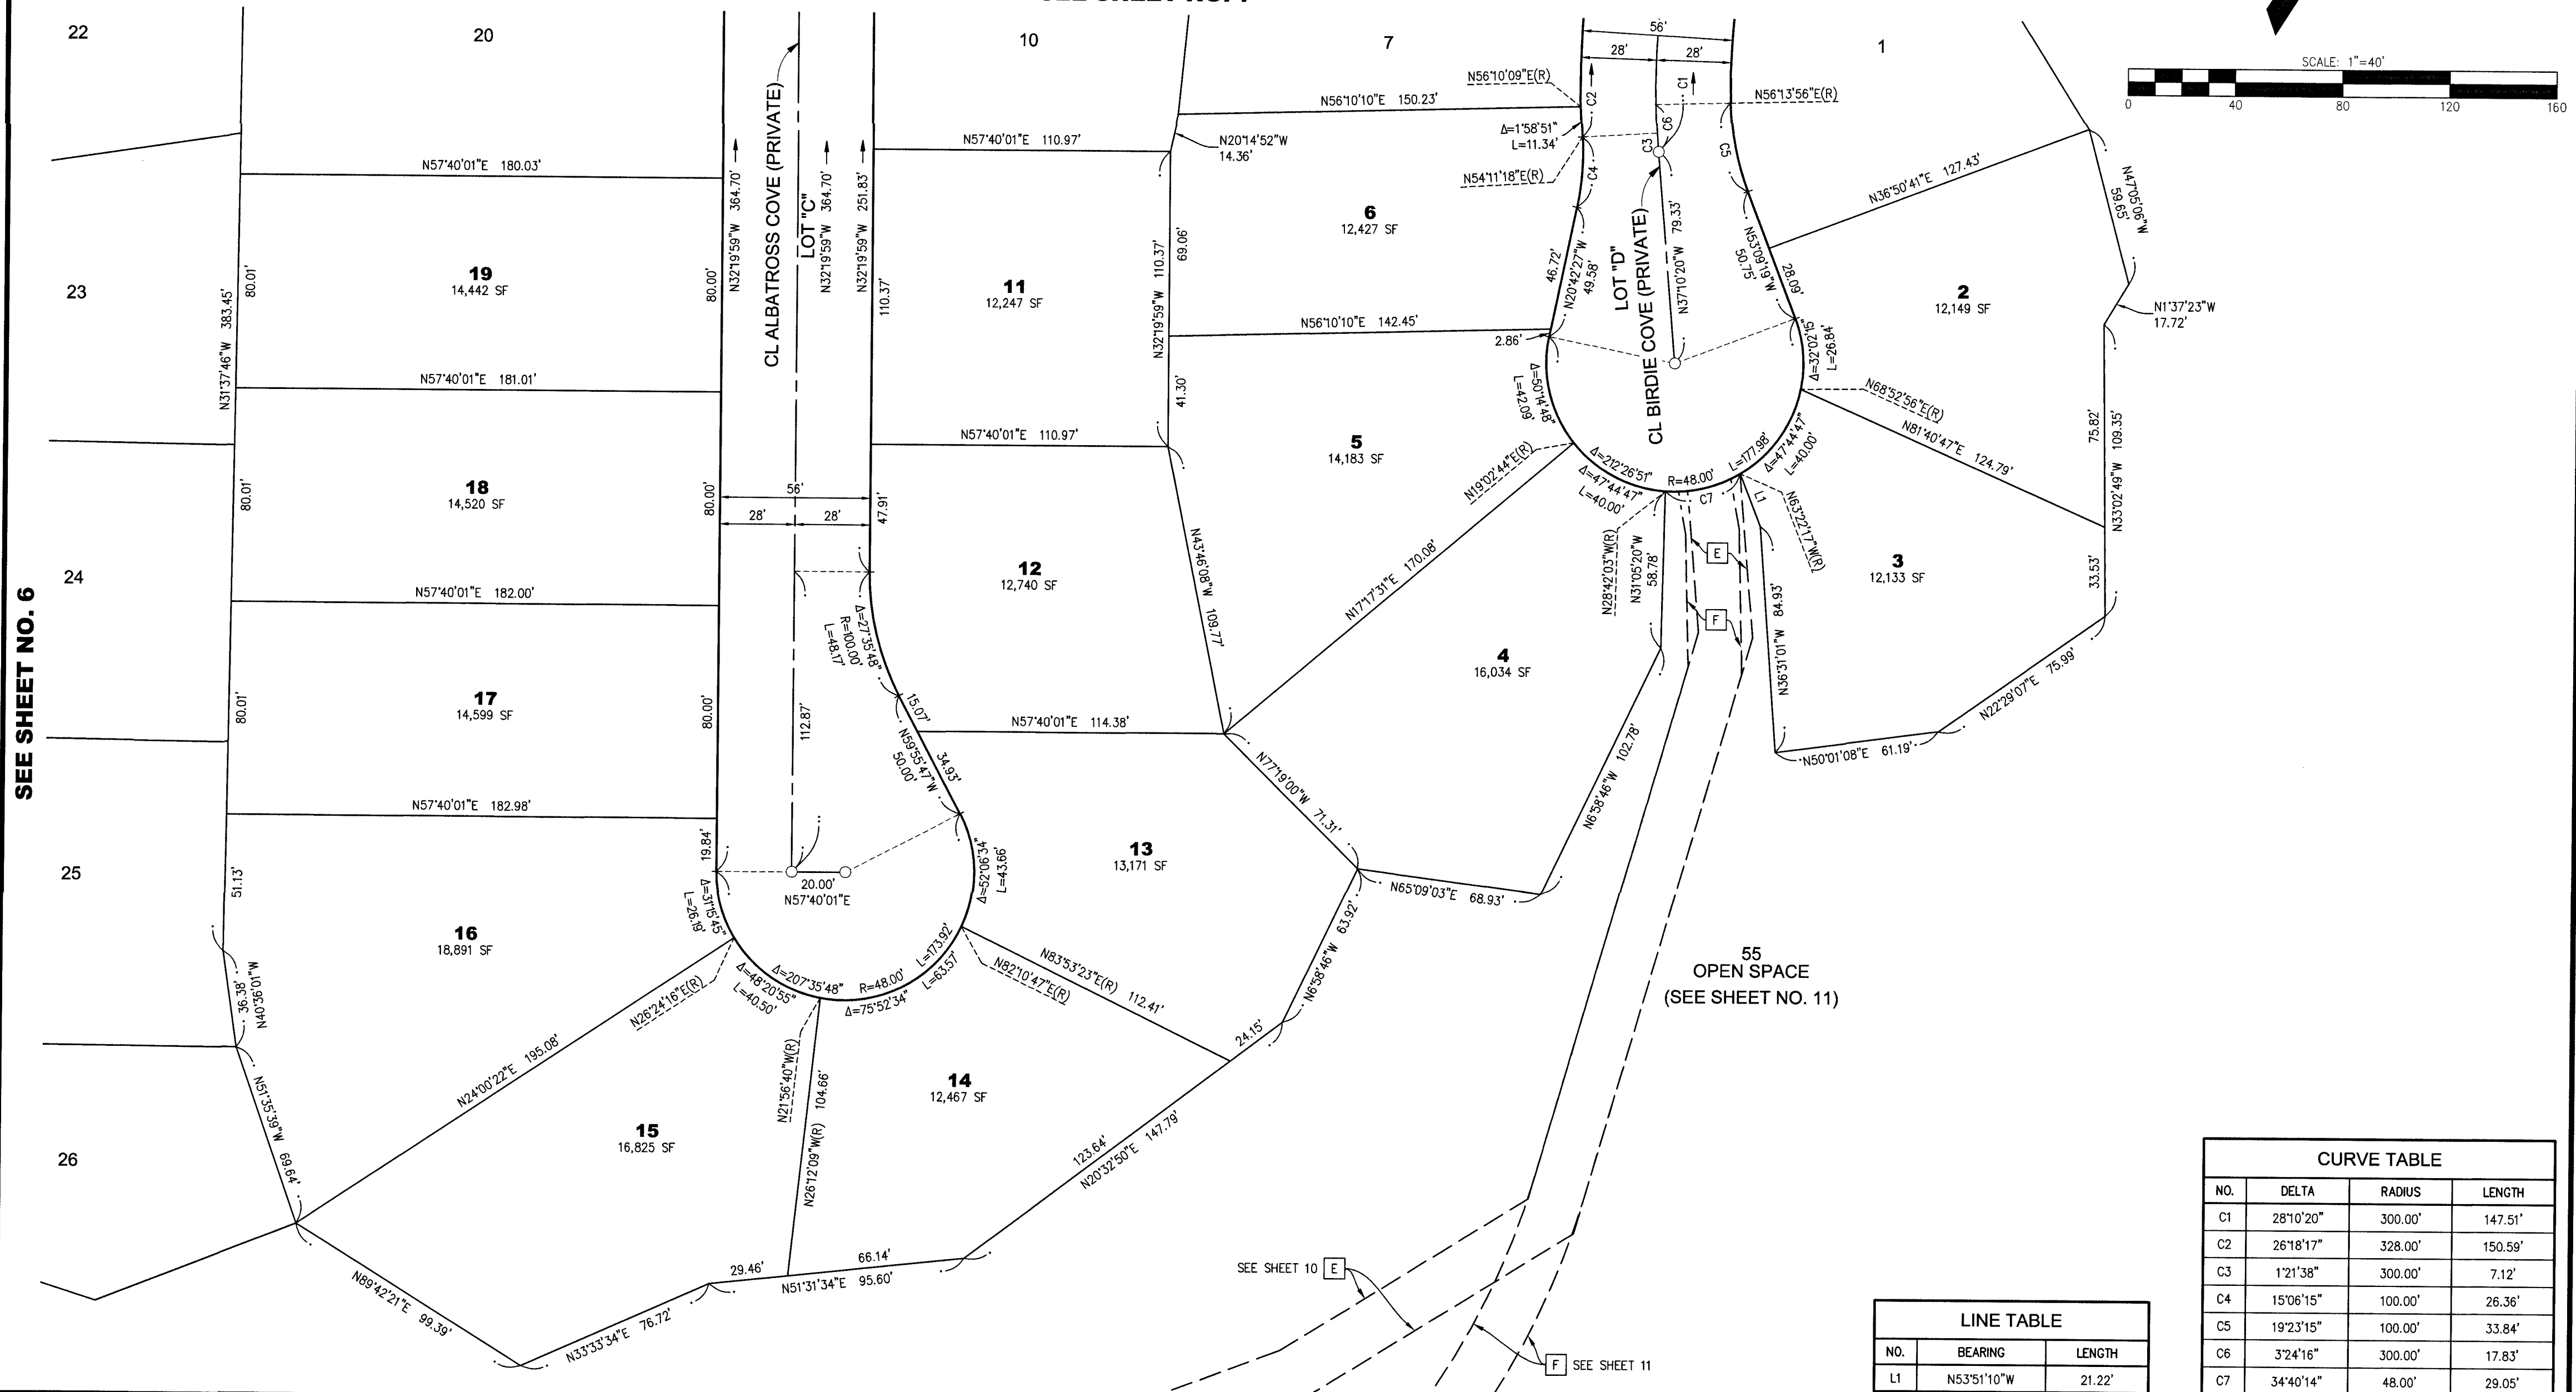 22
20
10
7
1
23
24
25
26
SEE SHEET NO. 6
SCALE: 1"=40'
0 40 80 120 160
N57°40'01"E 180.03'
19
14,442 SF
80.01'
80.00'
N31°37'46"W 383.45'
N57°40'01"E 181.01'
18
14,520 SF
80.01'
80.00'
N57°40'01"E 182.00'
17
14,599 SF
80.01'
80.00'
N57°40'01"E 182.98'
19.84'
51.13'
16
18,891 SF
36.38'
N40°36'01"W
N51°35'39"W 69.64'
N24°00'22"E 195.08'
N26°24'16"E(R)
15
16,825 SF
N89°42'21"E 99.39'
N33°33'34"E 76.72'
29.46'
66.14'
N51°31'34"E 95.60'
N21°56'40"W(R)
N26°12'09"W(R) 104.66'
14
12,467 SF
123.64'
N20°32'50"E 147.79'
24.15'
N32°19'59"W 364.70'
CL ALBATROSS COVE (PRIVATE)
LOT "C"
N32°19'59"W 364.70'
N32°19'59"W 251.83'
56'
28'
28'
112.87'
20.00'
N57°40'01"E
Δ=31°15'45"
L=26.19'
Δ=48°20'55"
L=40.50'
Δ=207°35'48"
R=48.00'
L=173.92'
Δ=75°52'34"
L=63.57'
Δ=52°06'34"
L=43.66'
N82°10'47"E(R)
N83°53'23"E(R) 112.41'
Δ=27°35'48"
R=100.00'
L=48.17'
15.07'
N59°55'47"W
50.00'
34.93'
47.91'
110.37'
N57°40'01"E 110.97'
11
12,247 SF
N57°40'01"E 110.97'
12
12,740 SF
N57°40'01"E 114.38'
13
13,171 SF
N20°14'52"W
14.36'
69.06'
N32°19'59"W 110.37'
41.30'
N43°46'08"W 109.77'
N77°19'00"W 71.31'
N6°58'46"W 63.92'
N65°09'03"E 68.93'
N6°58'46"W 102.78'
N56°10'10"E 150.23'
N56°10'09"E(R)
Δ=1°58'51"
L=11.34'
N54°11'18"E(R)
6
12,427 SF
46.72'
N20°42'27"W
49.58'
N56°10'10"E 142.45'
2.86'
5
14,183 SF
Δ=50°14'48"
L=42.09'
N19°02'44"E(R)
N17°17'31"E 170.08'
4
16,034 SF
56'
28'
28'
C2
C1
C6
C3
C4
C5
N56°13'56"E(R)
LOT "D"
CL BIRDIE COVE (PRIVATE)
N37°10'20"W 79.33'
N53°09'19"W
50.75'
28.09'
Δ=32°02'15"
L=26.84'
N68°52'56"E(R)
N81°40'47"E 124.79'
Δ=212°26'51"
R=48.00'
L=177.98'
Δ=47°44'47"
L=40.00'
Δ=47°44'47"
L=40.00'
C7
L1
N28°42'03"W(R)
N31°05'20"W
58.78'
N63°22'17"W(R)
E
F
N36°31'01"W 84.93'
3
12,133 SF
N50°01'08"E 61.19'
N22°29'07"E 75.99'
33.53'
N33°02'49"W 109.35'
75.82'
N36°50'41"E 127.43'
2
12,149 SF
N47°05'06"W
59.65'
N1°37'23"W
17.72'
55
OPEN SPACE
(SEE SHEET NO. 11)
SEE SHEET 10 E
F SEE SHEET 11
LINE TABLE
NO. BEARING LENGTH
L1 N53°51'10"W 21.22'
CURVE TABLE
NO. DELTA RADIUS LENGTH
C1 28°10'20" 300.00' 147.51'
C2 26°18'17" 328.00' 150.59'
C3 1°21'38" 300.00' 7.12'
C4 15°06'15" 100.00' 26.36'
C5 19°23'15" 100.00' 33.84'
C6 3°24'16" 300.00' 17.83'
C7 34°40'14" 48.00' 29.05'